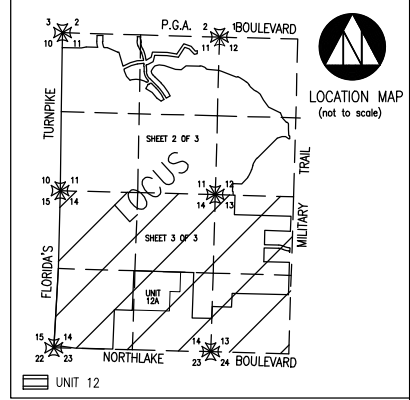 3 2
10 11
P.G.A. BOULEVARD
2 1
11 12
N
LOCATION MAP
(not to scale)
TURNPIKE
SHEET 2 OF 3
TRAIL
LOCUS
10 11
15 14
11 12
14 13
MILITARY
SHEET 3 OF 3
FLORIDA'S
UNIT
12A
15 14
22 23
14 13
23 24
NORTHLAKE BOULEVARD
UNIT 12